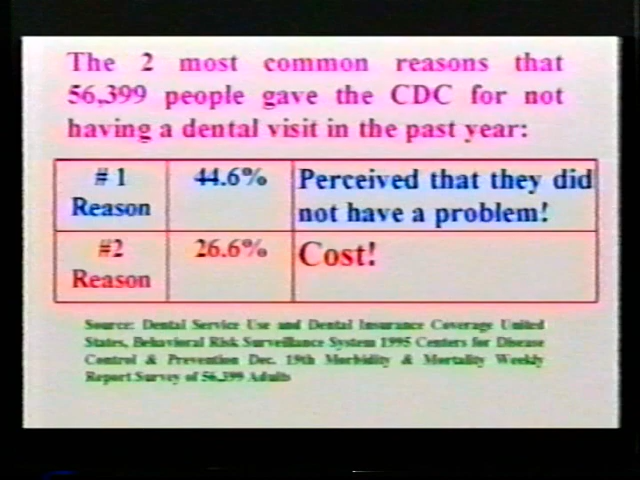 The 2 most common reasons that
56,399 people gave the CDC for not
having a dental visit in the past year:
# 1 Reason 44.6% Perceived that they did
not have a problem!
#2 Reason 26.6% Cost!
Source: Dental Service Use and Dental Insurance Coverage United
States, Behavioral Risk Surveillance System 1995 Centers for Disease
Control & Prevention Dec. 19th Morbidity & Mortality Weekly
Report Survey of 56,399 Adults